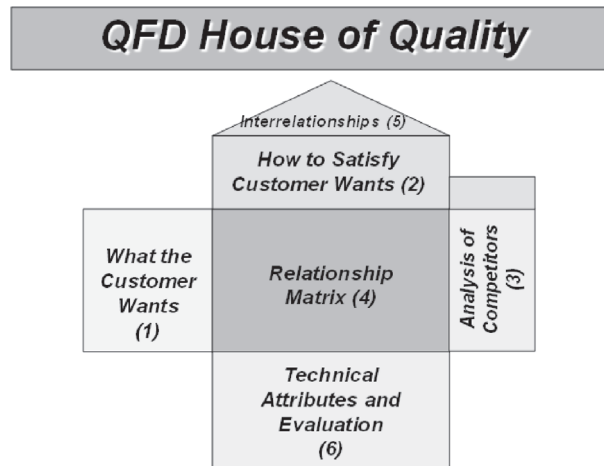 QFD House of Quality
Interrelationships (5)
How to Satisfy
Customer Wants (2)
What the
Customer
Wants
(1)
Relationship
Matrix (4)
Analysis of
Competitors
(3)
Technical
Attributes and
Evaluation
(6)